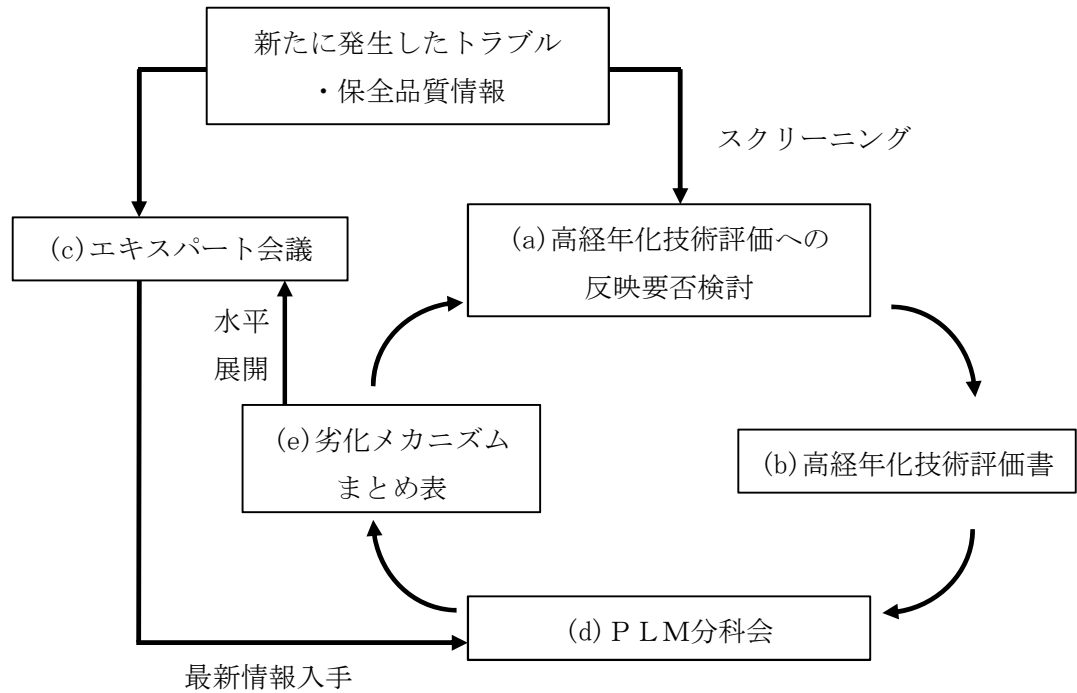 新たに発生したトラブル
・保全品質情報
スクリーニング
(c)エキスパート会議
(a)高経年化技術評価への
反映要否検討
水平
展開
(e)劣化メカニズム
まとめ表
(b)高経年化技術評価書
(d)ＰＬＭ分科会
最新情報入手